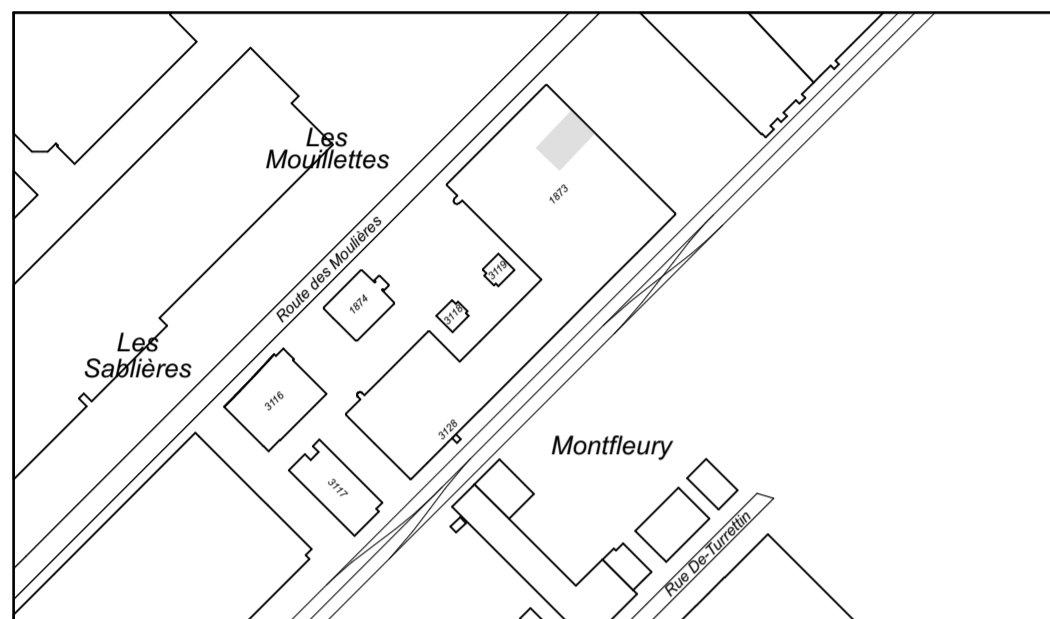 Les
Mouillettes
1873
Route des Moulières
3119
1874
3118
Les
Sablières
3116
3128
Montfleury
3117
Rue De-Turrettin